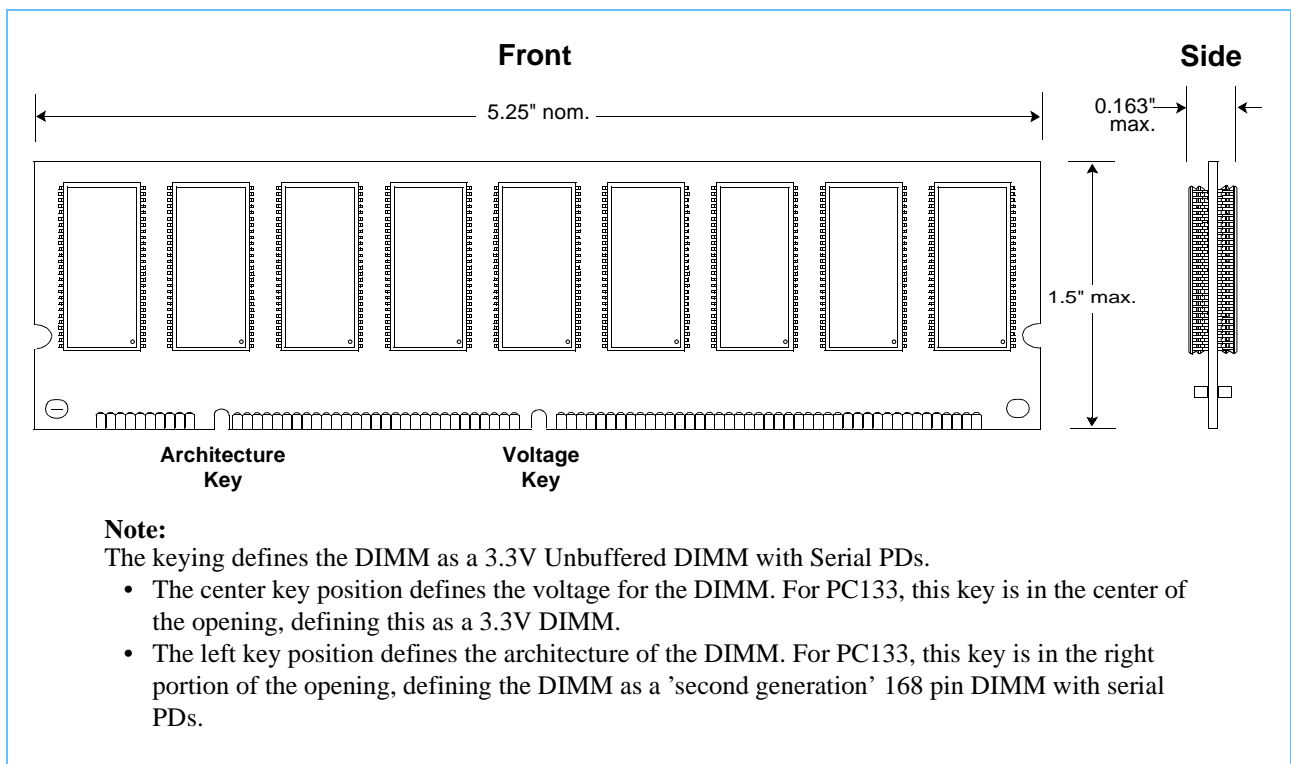 Front
Side
5.25" nom.
0.163"
max.
1.5" max.
Architecture
Key
Voltage
Key
Note:
The keying defines the DIMM as a 3.3V Unbuffered DIMM with Serial PDs.
• The center key position defines the voltage for the DIMM. For PC133, this key is in the center of
the opening, defining this as a 3.3V DIMM.
• The left key position defines the architecture of the DIMM. For PC133, this key is in the right
portion of the opening, defining the DIMM as a ’second generation’ 168 pin DIMM with serial
PDs.